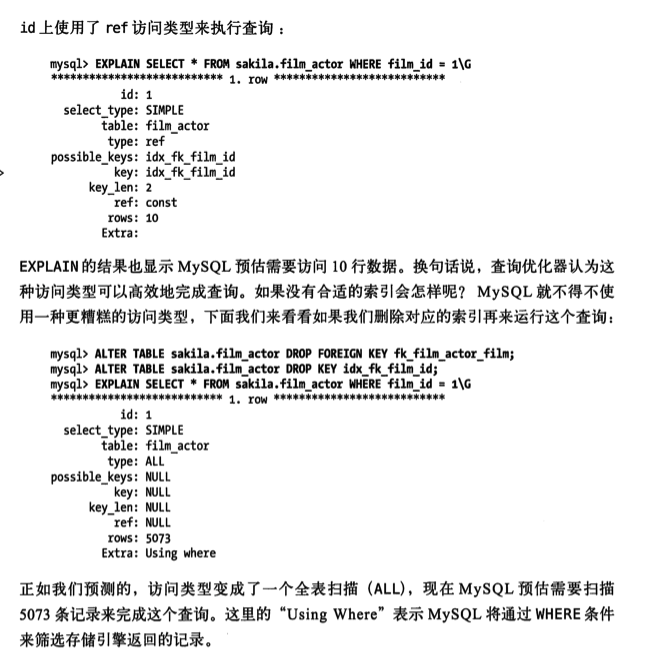 id 上使用了 ref 访问类型来执行查询：
mysql> EXPLAIN SELECT * FROM sakila.film_actor WHERE film_id = 1\G
*************************** 1. row ***************************
id: 1
select_type: SIMPLE
table: film_actor
type: ref
possible_keys: idx_fk_film_id
key: idx_fk_film_id
key_len: 2
ref: const
rows: 10
Extra:
EXPLAIN 的结果也显示 MySQL 预估需要访问 10 行数据。换句话说，查询优化器认为这
种访问类型可以高效地完成查询。如果没有合适的索引会怎样呢？ MySQL 就不得不使
用一种更糟糕的访问类型，下面我们来看看如果我们删除对应的索引再来运行这个查询：
mysql> ALTER TABLE sakila.film_actor DROP FOREIGN KEY fk_film_actor_film;
mysql> ALTER TABLE sakila.film_actor DROP KEY idx_fk_film_id;
mysql> EXPLAIN SELECT * FROM sakila.film_actor WHERE film_id = 1\G
*************************** 1. row ***************************
id: 1
select_type: SIMPLE
table: film_actor
type: ALL
possible_keys: NULL
key: NULL
key_len: NULL
ref: NULL
rows: 5073
Extra: Using where
正如我们预测的，访问类型变成了一个全表扫描（ALL），现在 MySQL 预估需要扫描
5073 条记录来完成这个查询。这里的“Using Where”表示 MySQL 将通过 WHERE 条件
来筛选存储引擎返回的记录。